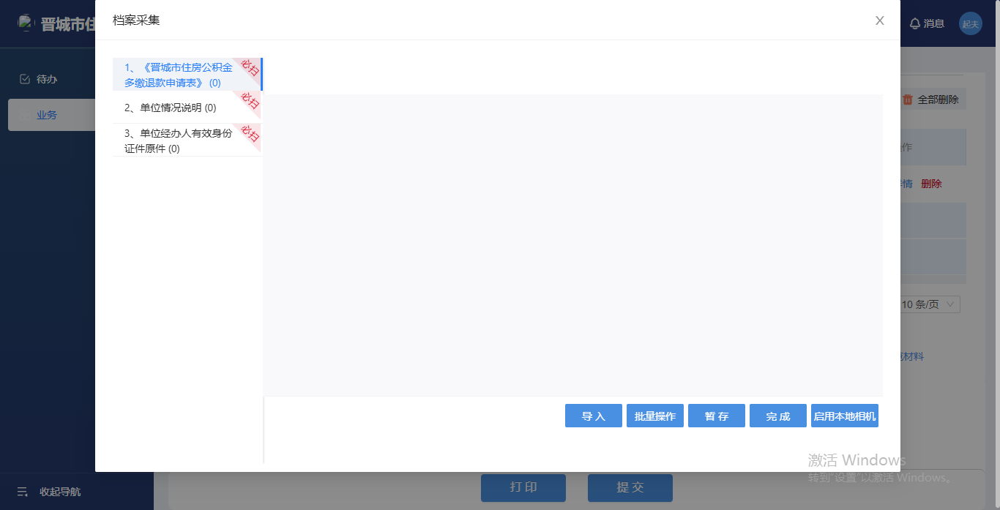 晋城市住
消息
起夫
待办
业务
收起导航
档案采集
X
1、《晋城市住房公积金
多缴退款申请表》 (0)
必扫
2、单位情况说明 (0)
必扫
3、单位经办人有效身份
证件原件 (0)
必扫
导 入
批量操作
暂 存
完 成
启用本地相机
全部删除
作
情
删除
10 条/页
材料
打 印
提 交
激活 Windows
转到"设置"以激活 Windows。